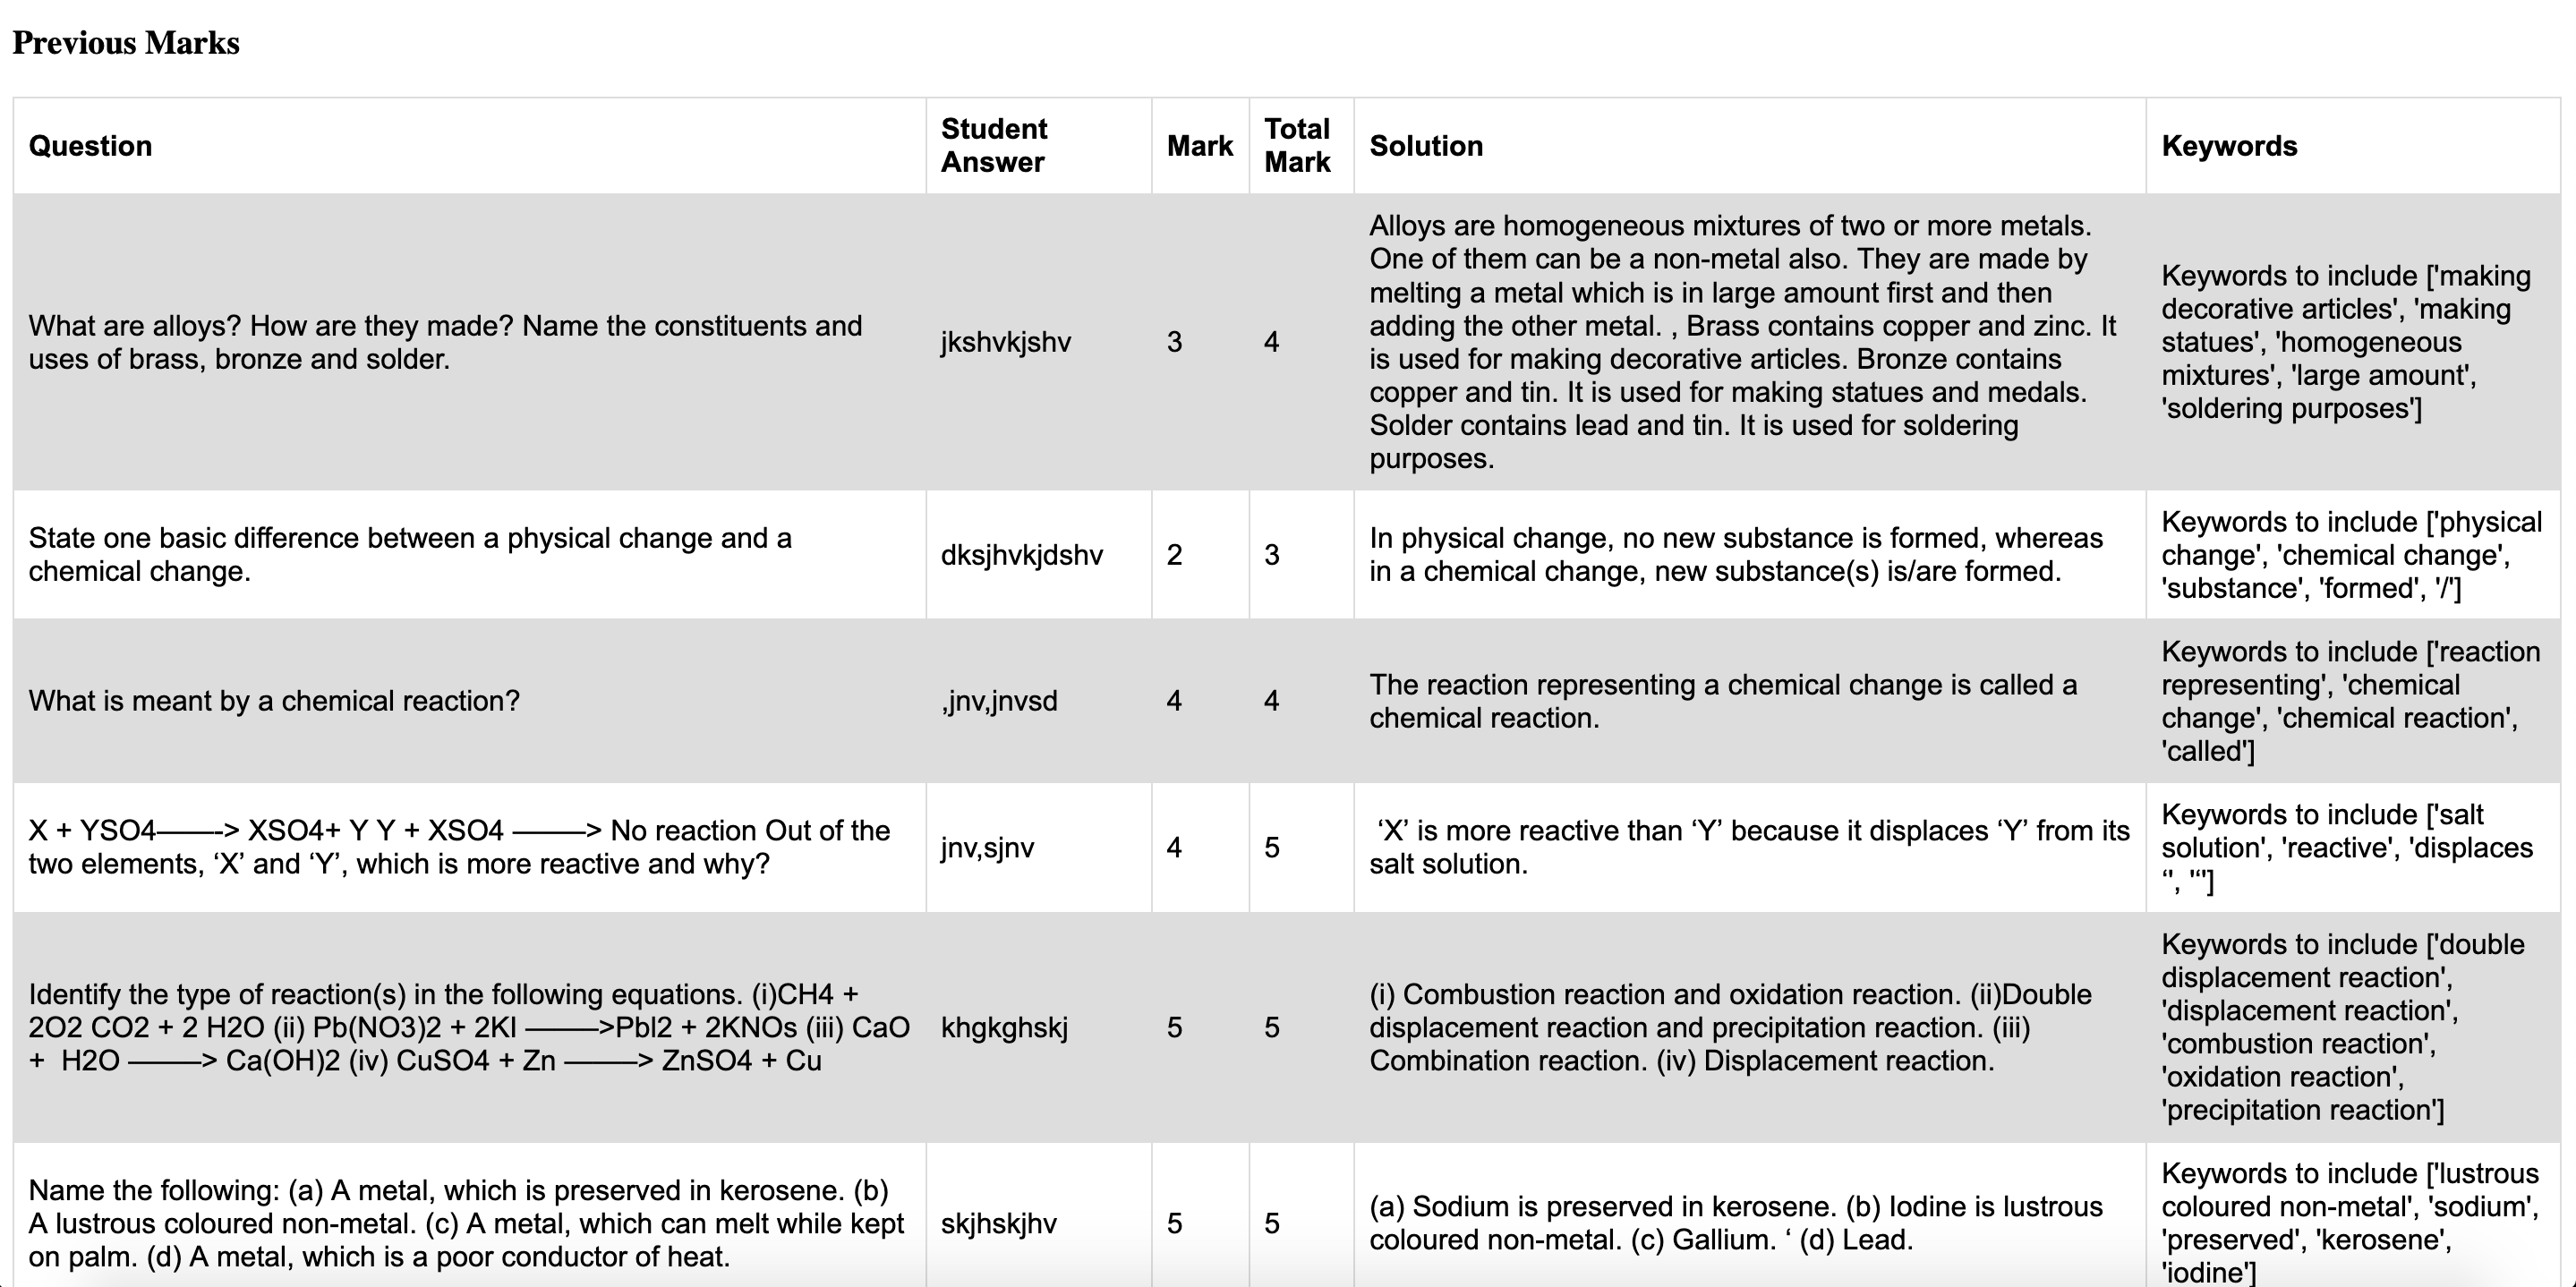 Previous Marks
Question
Student
Answer
Mark
Total
Mark
Solution
Keywords
What are alloys? How are they made? Name the constituents and
uses of brass, bronze and solder.
jkshvkjshv
3
4
Alloys are homogeneous mixtures of two or more metals.
One of them can be a non-metal also. They are made by
melting a metal which is in large amount first and then
adding the other metal. , Brass contains copper and zinc. It
is used for making decorative articles. Bronze contains
copper and tin. It is used for making statues and medals.
Solder contains lead and tin. It is used for soldering
purposes.
Keywords to include ['making
decorative articles', 'making
statues', 'homogeneous
mixtures', 'large amount',
'soldering purposes']
State one basic difference between a physical change and a
chemical change.
dksjhvkjdshv
2
3
In physical change, no new substance is formed, whereas
in a chemical change, new substance(s) is/are formed.
Keywords to include ['physical
change', 'chemical change',
'substance', 'formed', '/']
What is meant by a chemical reaction?
,jnv,jnvsd
4
4
The reaction representing a chemical change is called a
chemical reaction.
Keywords to include ['reaction
representing', 'chemical
change', 'chemical reaction',
'called']
X + YSO4——-> XSO4+ Y Y + XSO4 ——–> No reaction Out of the
two elements, ‘X’ and ‘Y’, which is more reactive and why?
jnv,sjnv
4
5
‘X’ is more reactive than ‘Y’ because it displaces ‘Y’ from its
salt solution.
Keywords to include ['salt
solution', 'reactive', 'displaces
‘', '‘']
Identify the type of reaction(s) in the following equations. (i)CH4 +
2O2 CO2 + 2 H2O (ii) Pb(NO3)2 + 2KI ——–>PbI2 + 2KNOs (iii) CaO
+ H2O ——–> Ca(OH)2 (iv) CuSO4 + Zn ——–> ZnSO4 + Cu
khgkghskj
5
5
(i) Combustion reaction and oxidation reaction. (ii)Double
displacement reaction and precipitation reaction. (iii)
Combination reaction. (iv) Displacement reaction.
Keywords to include ['double
displacement reaction',
'displacement reaction',
'combustion reaction',
'oxidation reaction',
'precipitation reaction']
Name the following: (a) A metal, which is preserved in kerosene. (b)
A lustrous coloured non-metal. (c) A metal, which can melt while kept
on palm. (d) A metal, which is a poor conductor of heat.
skjhskjhv
5
5
(a) Sodium is preserved in kerosene. (b) Iodine is lustrous
coloured non-metal. (c) Gallium. ‘ (d) Lead.
Keywords to include ['lustrous
coloured non-metal', 'sodium',
'preserved', 'kerosene',
'iodine']